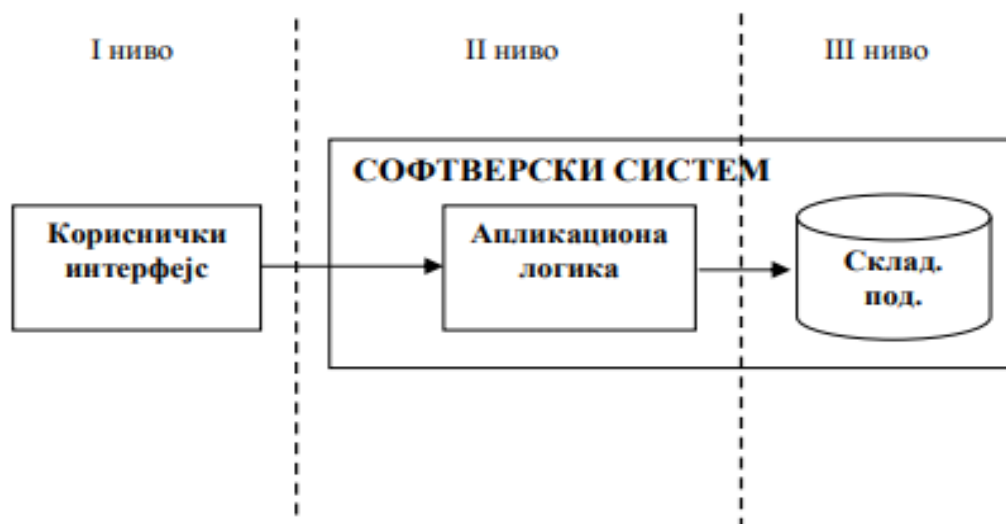 I ниво
II ниво
III ниво
СОФТВЕРСКИ СИСТЕМ
Кориснички
интерфејс
Апликациона
логика
Склад.
под.